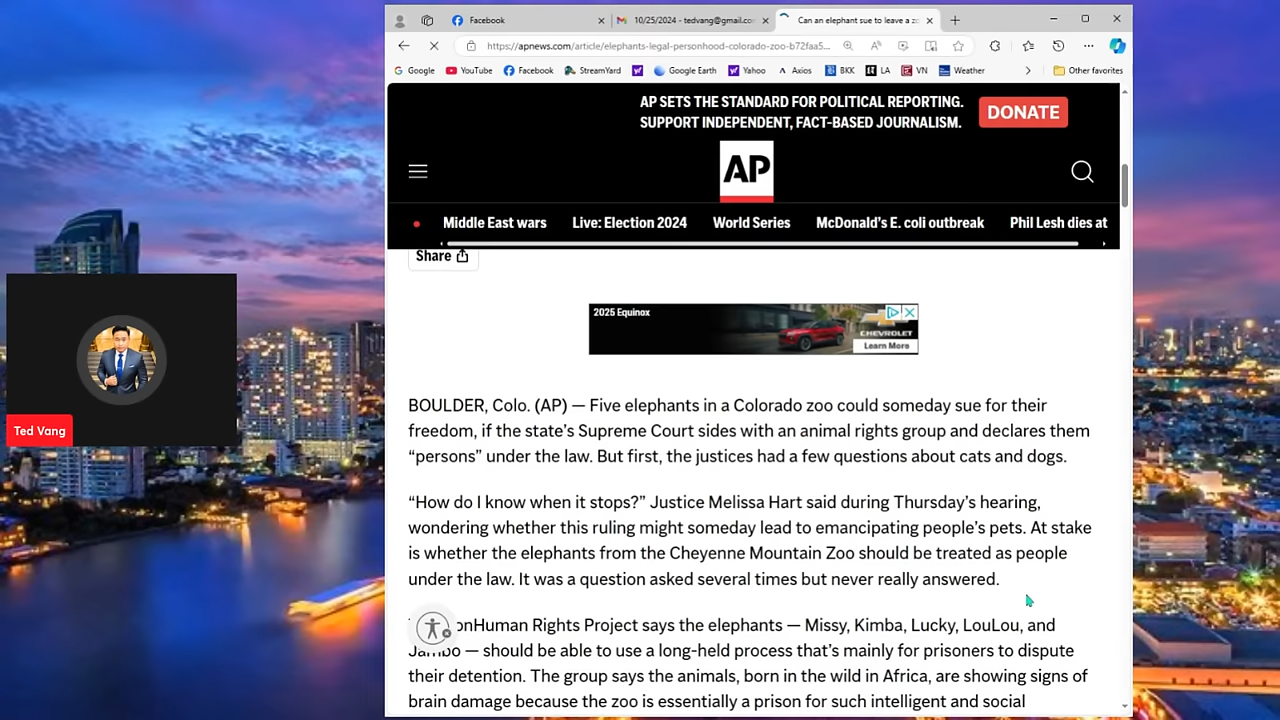 Facebook
10/25/2024 - tedvang@gmail.co
Can an elephant sue to leave a zo
https://apnews.com/article/elephants-legal-personhood-colorado-zoo-b72faa5...
Google YouTube Facebook StreamYard Google Earth Yahoo Axios BKK LA VN Weather Other favorites
AP SETS THE STANDARD FOR POLITICAL REPORTING.
SUPPORT INDEPENDENT, FACT-BASED JOURNALISM.
DONATE
AP
Middle East wars Live: Election 2024 World Series McDonald's E. coli outbreak Phil Lesh dies at
Share
2025 Equinox
CHEVROLET
Learn More
BOULDER, Colo. (AP) — Five elephants in a Colorado zoo could someday sue for their
freedom, if the state's Supreme Court sides with an animal rights group and declares them
“persons” under the law. But first, the justices had a few questions about cats and dogs.
“How do I know when it stops?” Justice Melissa Hart said during Thursday's hearing,
wondering whether this ruling might someday lead to emancipating people's pets. At stake
is whether the elephants from the Cheyenne Mountain Zoo should be treated as people
under the law. It was a question asked several times but never really answered.
onHuman Rights Project says the elephants — Missy, Kimba, Lucky, LouLou, and
Jambo — should be able to use a long-held process that's mainly for prisoners to dispute
their detention. The group says the animals, born in the wild in Africa, are showing signs of
brain damage because the zoo is essentially a prison for such intelligent and social
Ted Vang